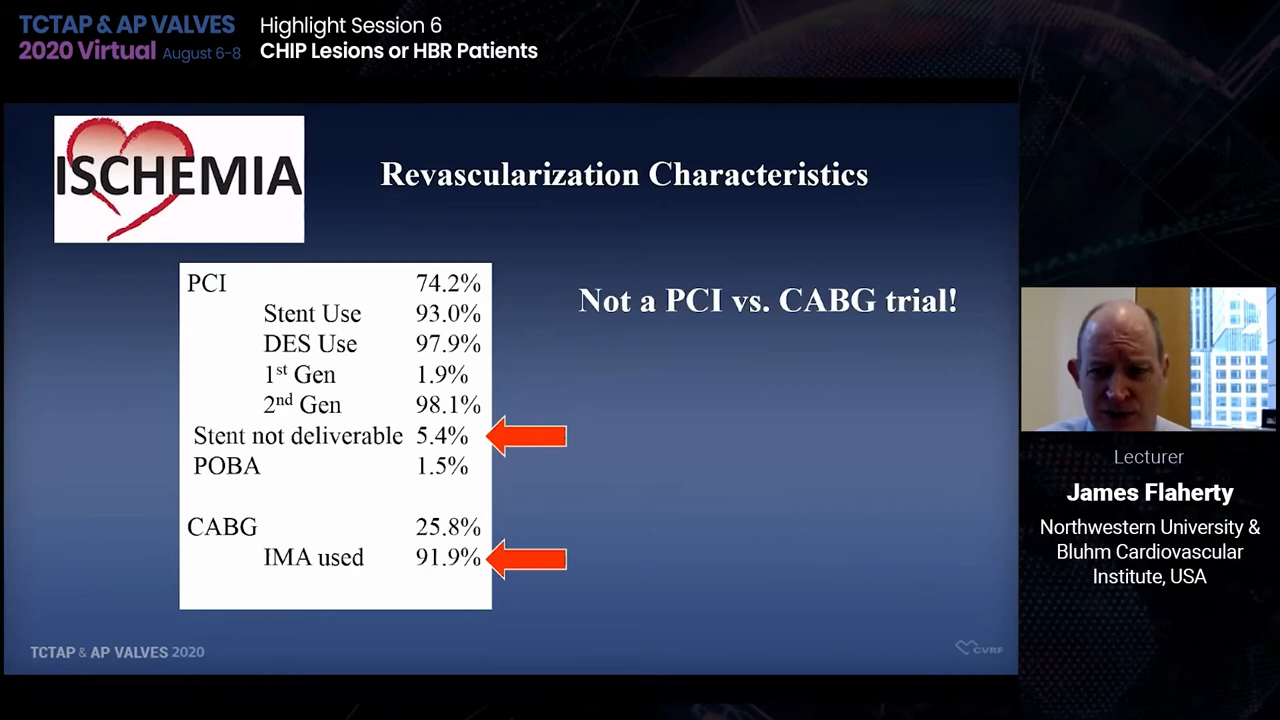 TCTAP & AP VALVES
2020 Virtual August 6-8
Highlight Session 6
CHIP Lesions or HBR Patients
ISCHEMIA
Revascularization Characteristics
PCI 74.2%
Stent Use 93.0%
DES Use 97.9%
1st Gen 1.9%
2nd Gen 98.1%
Stent not deliverable 5.4%
POBA 1.5%
CABG 25.8%
IMA used 91.9%
Not a PCI vs. CABG trial!
Lecturer
James Flaherty
Northwestern University &
Bluhm Cardiovascular
Institute, USA
TCTAP & AP VALVES 2020
CVRF